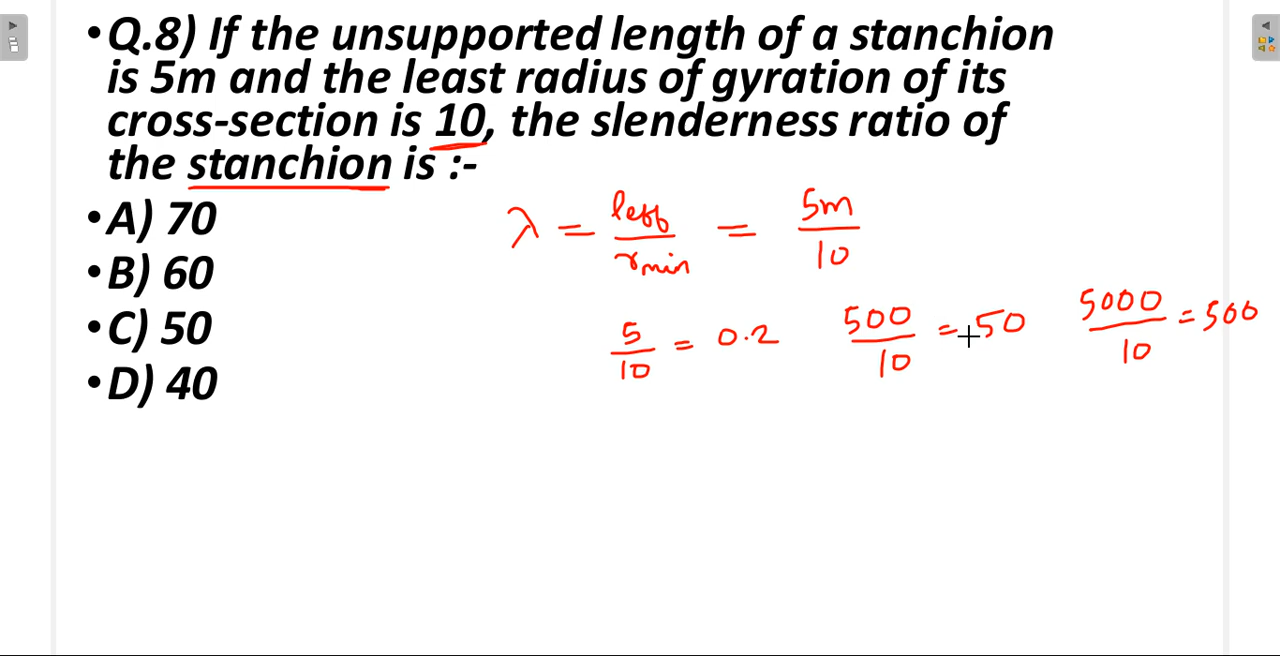 •Q.8) If the unsupported length of a stanchion
is 5m and the least radius of gyration of its
cross-section is 10, the slenderness ratio of
the stanchion is :-
•A) 70
•B) 60
•C) 50
•D) 40
λ = leff / rmin = 5m / 10
5 / 10 = 0.2
500 / 10 = 50
5000 / 10 = 500